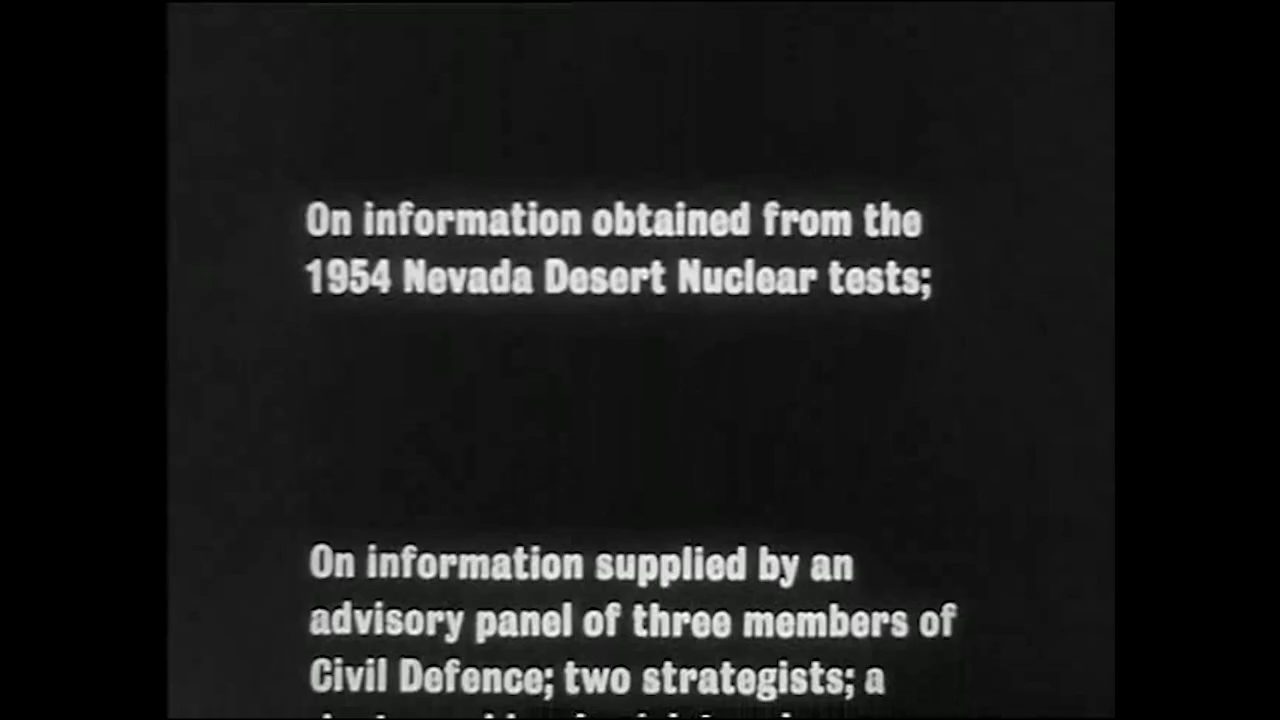 On information obtained from the
1954 Nevada Desert Nuclear tests;
On information supplied by an
advisory panel of three members of
Civil Defence; two strategists; a